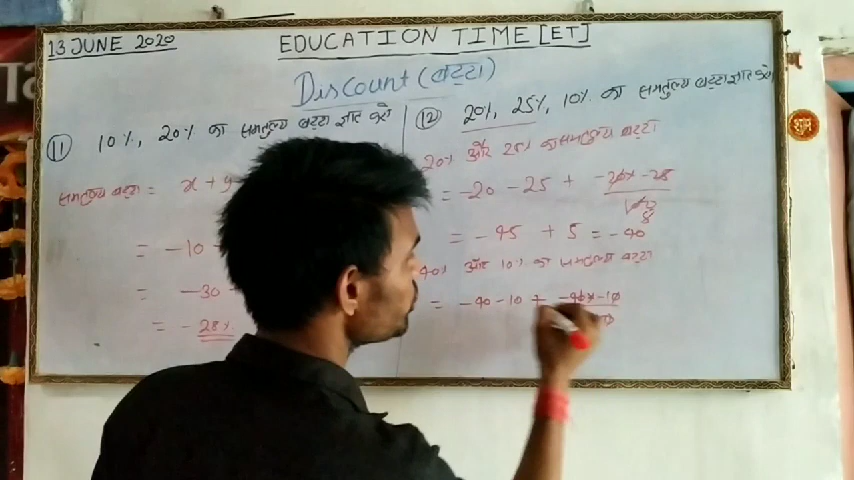 13 JUNE 2020
EDUCATION TIME [ET]
Discount (बट्टा)
11 10%, 20% का समतुल्य बट्टा ज्ञात करो
समतुल्य बट्टा = x + y
= -10
= -30
= -28%
12 20%, 25%, 10% का समतुल्य बट्टा ज्ञात करो
20% और 25% का समतुल्य बट्टा
= -20 - 25 + -20 x -25
= -45 + 5 = -40
40% और 10% का समतुल्य बट्टा
= -40 - 10 + -40 x -10
शुभ